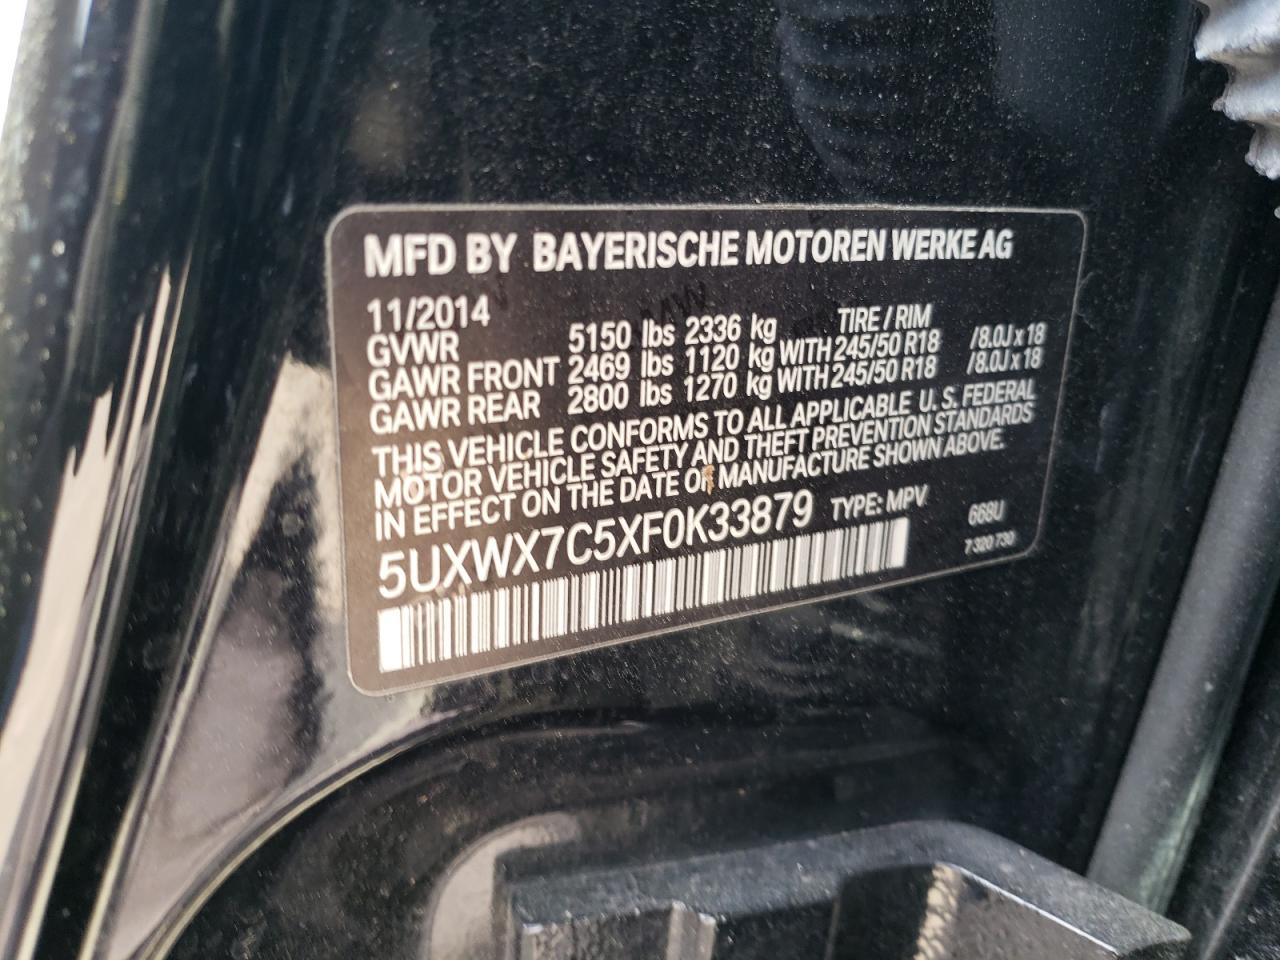 MFD BY BAYERISCHE MOTOREN WERKE AG
11/2014 TIRE / RIM
GVWR 5150 lbs 2336 kg
GAWR FRONT 2469 lbs 1120 kg WITH 245/50 R18 /8.0J x 18
GAWR REAR 2800 lbs 1270 kg WITH 245/50 R18 /8.0J x 18
THIS VEHICLE CONFORMS TO ALL APPLICABLE U.S. FEDERAL
MOTOR VEHICLE SAFETY AND THEFT PREVENTION STANDARDS
IN EFFECT ON THE DATE OF MANUFACTURE SHOWN ABOVE.
5UXWX7C5XF0K33879 TYPE: MPV 668U
7 320 730